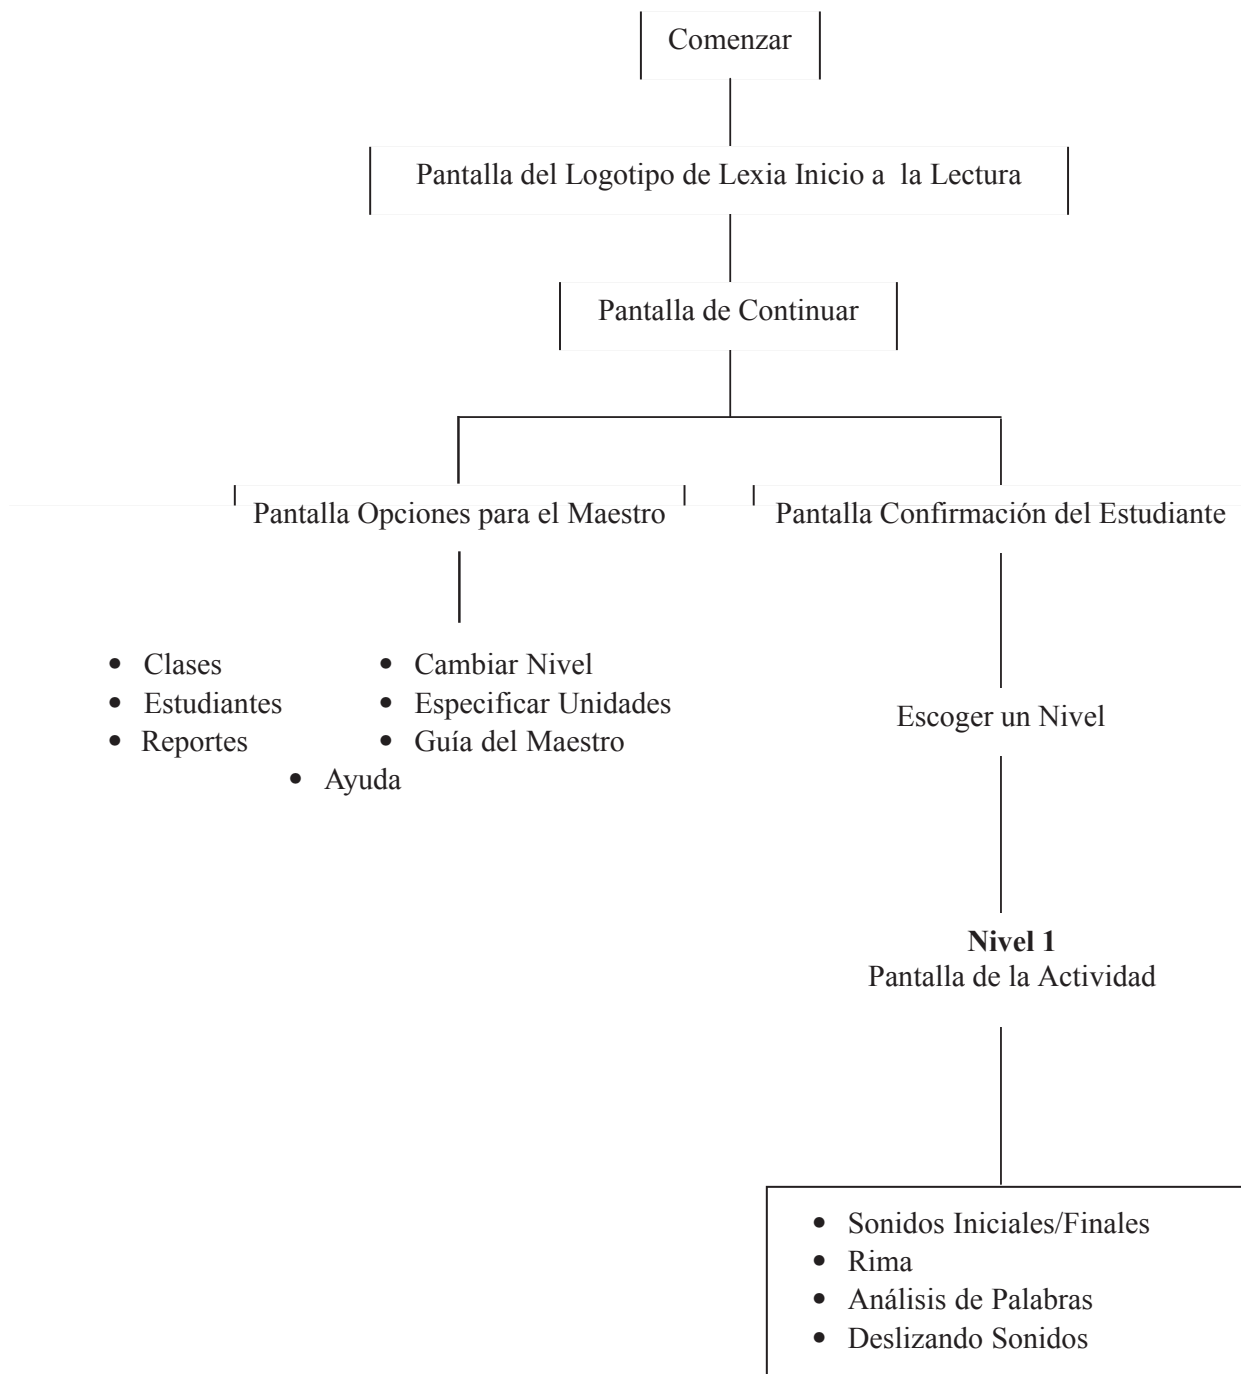 Comenzar
Pantalla del Logotipo de Lexia Inicio a la Lectura
Pantalla de Continuar
Pantalla Opciones para el Maestro
Pantalla Confirmación del Estudiante
• Clases
• Estudiantes
• Reportes
• Cambiar Nivel
• Especificar Unidades
• Guía del Maestro
• Ayuda
Escoger un Nivel
Nivel 1
Pantalla de la Actividad
• Sonidos Iniciales/Finales
• Rima
• Análisis de Palabras
• Deslizando Sonidos